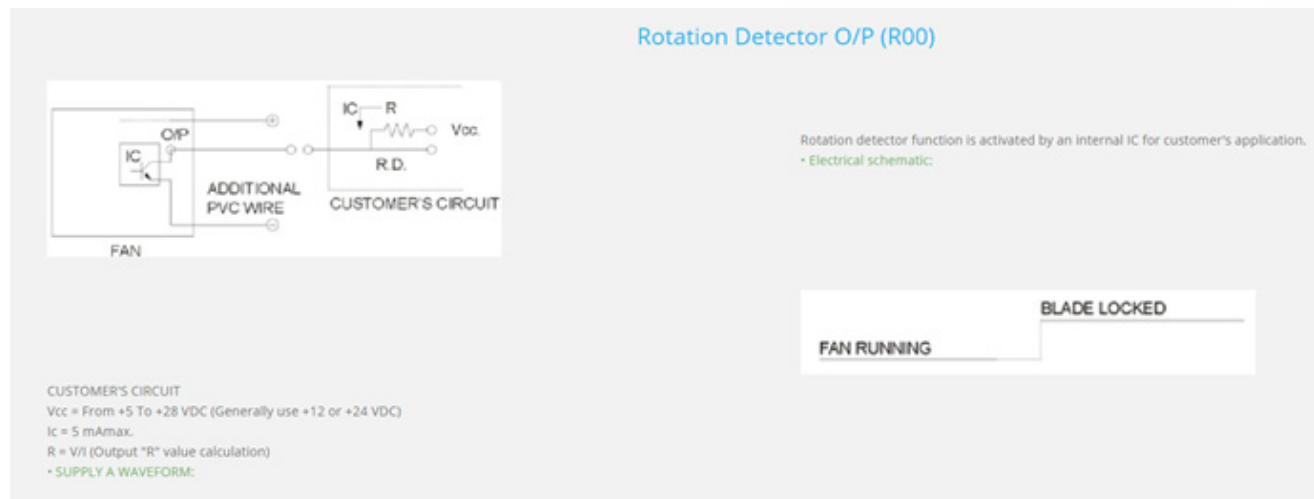 Rotation Detector O/P (R00)
IC
R
Vcc.
O/P
IC
R.D.
ADDITIONAL
PVC WIRE
CUSTOMER'S CIRCUIT
FAN
Rotation detector function is activated by an internal IC for customer's application.
• Electrical schematic:
BLADE LOCKED
FAN RUNNING
CUSTOMER'S CIRCUIT
Vcc = From +5 To +28 VDC (Generally use +12 or +24 VDC)
Ic = 5 mAmax.
R = V/I (Output "R" value calculation)
• SUPPLY A WAVEFORM: